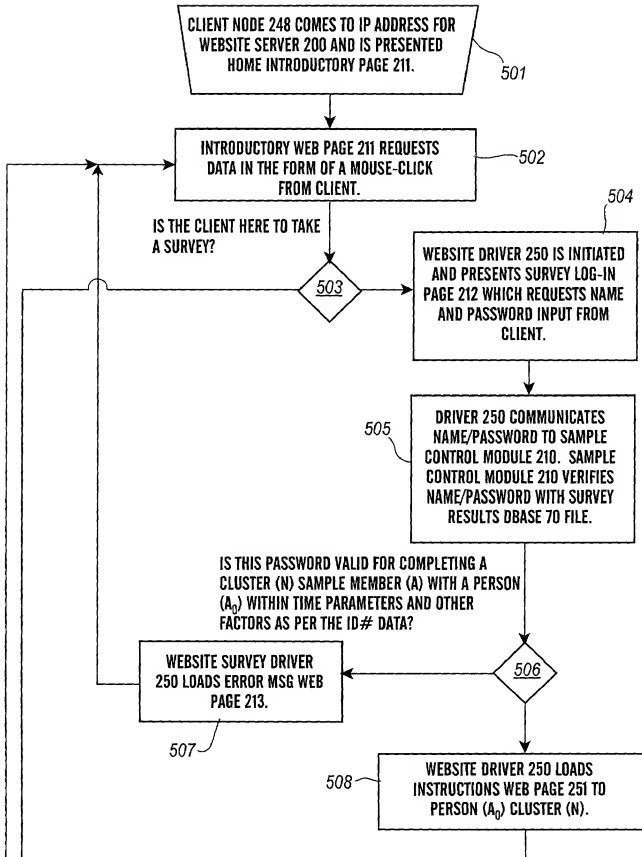 CLIENT NODE 248 COMES TO IP ADDRESS FOR
WEBSITE SERVER 200 AND IS PRESENTED
HOME INTRODUCTORY PAGE 211.
501
INTRODUCTORY WEB PAGE 211 REQUESTS
DATA IN THE FORM OF A MOUSE-CLICK
FROM CLIENT.
502
IS THE CLIENT HERE TO TAKE
A SURVEY?
503
504
WEBSITE DRIVER 250 IS INITIATED
AND PRESENTS SURVEY LOG-IN
PAGE 212 WHICH REQUESTS NAME
AND PASSWORD INPUT FROM
CLIENT.
505
DRIVER 250 COMMUNICATES
NAME/PASSWORD TO SAMPLE
CONTROL MODULE 210. SAMPLE
CONTROL MODULE 210 VERIFIES
NAME/PASSWORD WITH SURVEY
RESULTS DBASE 70 FILE.
IS THIS PASSWORD VALID FOR COMPLETING A
CLUSTER (N) SAMPLE MEMBER (A) WITH A PERSON
(A₀) WITHIN TIME PARAMETERS AND OTHER
FACTORS AS PER THE ID# DATA?
506
WEBSITE SURVEY DRIVER
250 LOADS ERROR MSG WEB
PAGE 213.
507
508
WEBSITE DRIVER 250 LOADS
INSTRUCTIONS WEB PAGE 251 TO
PERSON (A₀) CLUSTER (N).